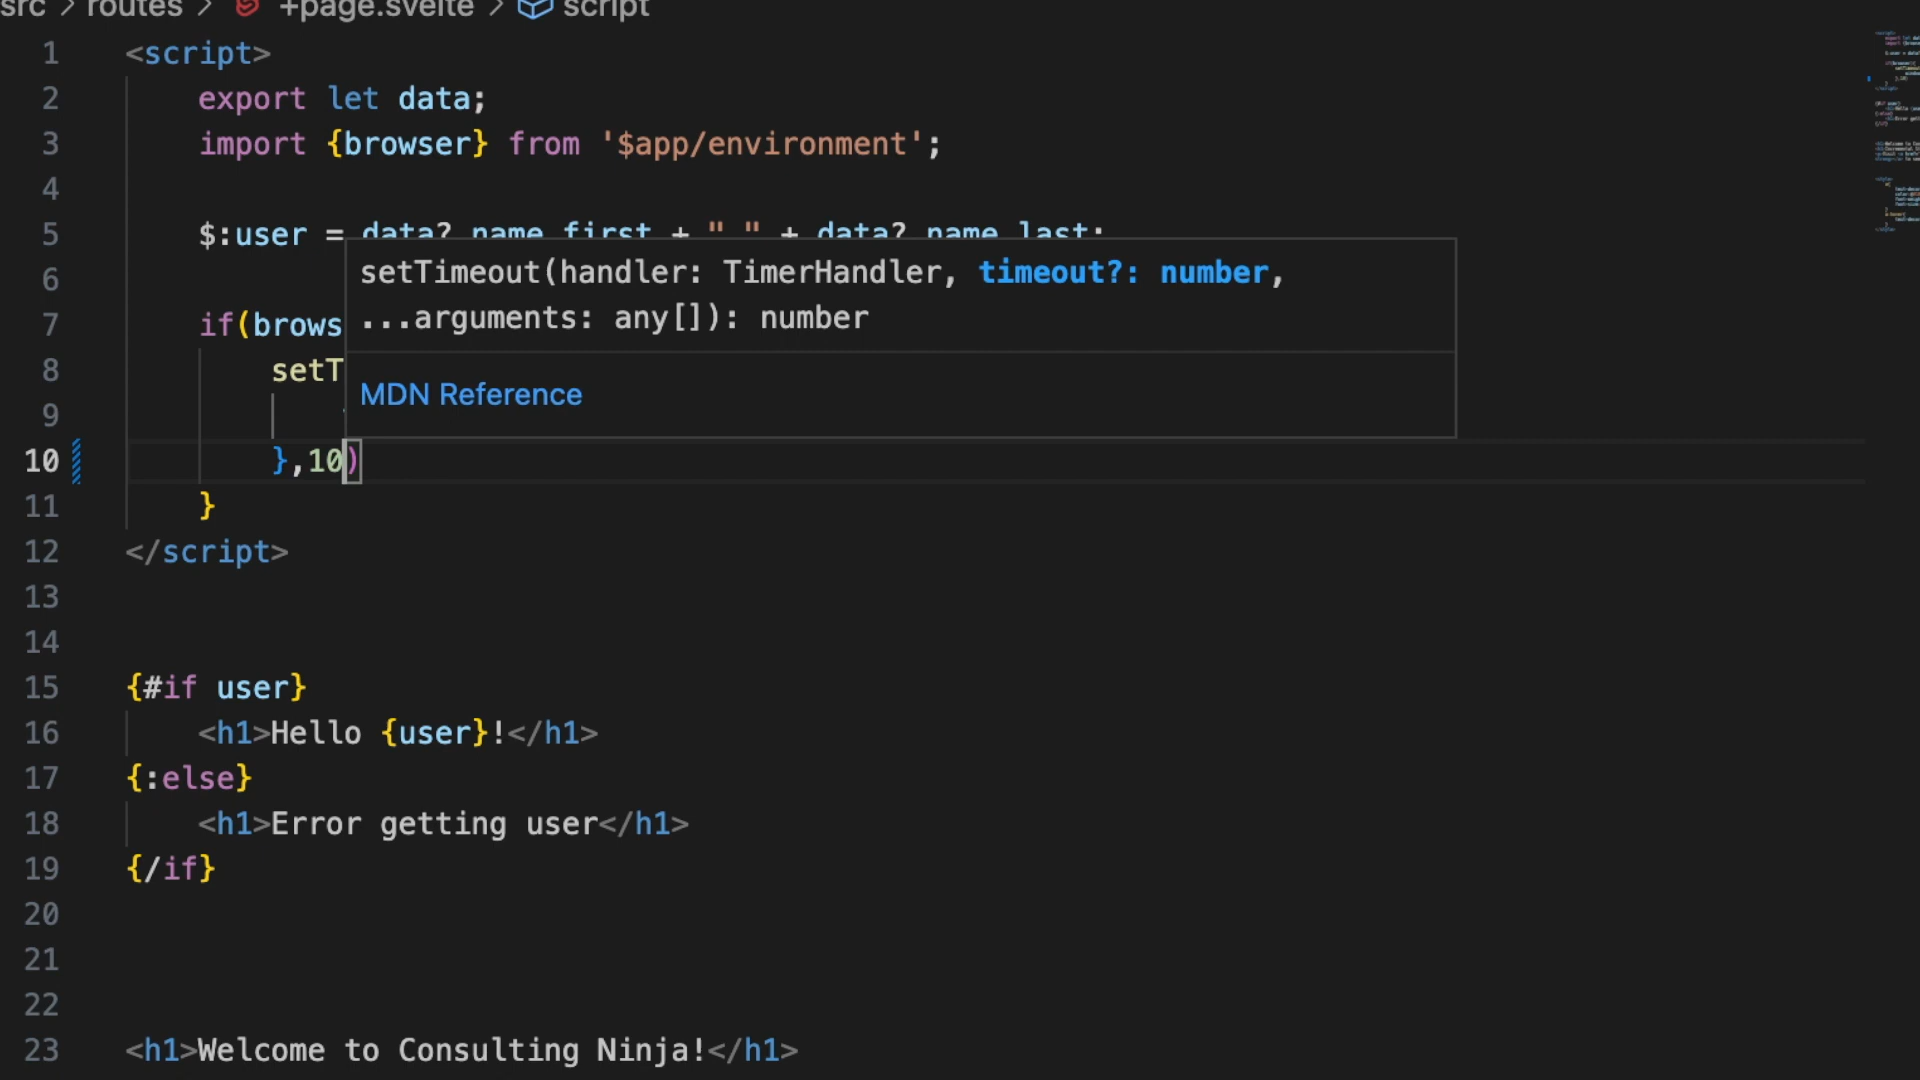 src > routes > +page.svelte > script
1 <script>
2 export let data;
3 import {browser} from '$app/environment';
4
5 $:user = data?.name.first + " " + data?.name.last;
6 setTimeout(handler: TimerHandler, timeout?: number,
7 if(brows ...arguments: any[]): number
8 setT
MDN Reference
9
10 },10)
11 }
12 </script>
13
14
15 {#if user}
16 <h1>Hello {user}!</h1>
17 {:else}
18 <h1>Error getting user</h1>
19 {/if}
20
21
22
23 <h1>Welcome to Consulting Ninja!</h1>